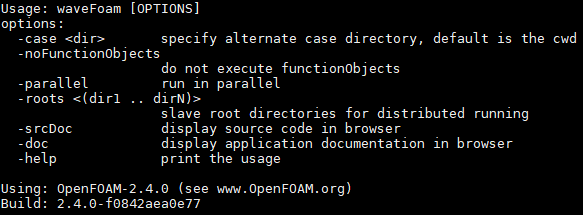 Usage: waveFoam [OPTIONS]
options:
  -case <dir>       specify alternate case directory, default is the cwd
  -noFunctionObjects
                    do not execute functionObjects
  -parallel         run in parallel
  -roots <(dir1 .. dirN)>
                    slave root directories for distributed running
  -srcDoc           display source code in browser
  -doc              display application documentation in browser
  -help             print the usage

Using: OpenFOAM-2.4.0 (see www.OpenFOAM.org)
Build: 2.4.0-f0842aea0e77